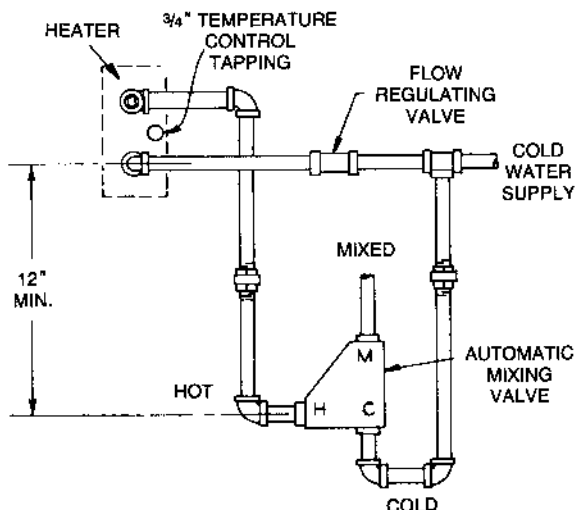 3/4" TEMPERATURE
CONTROL
TAPPING
HEATER
FLOW
REGULATING
VALVE
COLD
WATER
SUPPLY
12"
MIN.
MIXED
HOT
M
H
C
AUTOMATIC
MIXING
VALVE
COLD